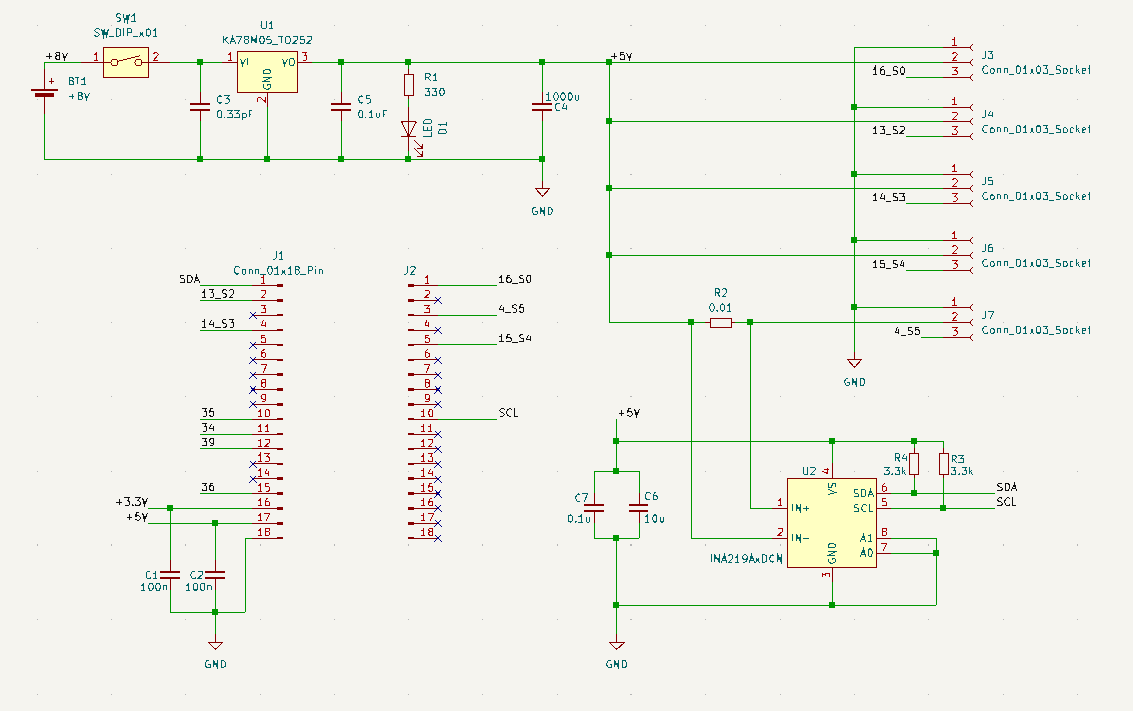 SW1
SW_DIP_x01
+8V
1
2
BT1
+8V
+
U1
KA78M05_TO252
1
VI
VO
3
GND
2
C3
0.33pF
C5
0.1uF
R1
330
LED
D1
1000u
C4
GND
+5V
1
2
3
16_S0
J3
Conn_01x03_Socket
1
2
3
13_S2
J4
Conn_01x03_Socket
1
2
3
14_S3
J5
Conn_01x03_Socket
1
2
3
15_S4
J6
Conn_01x03_Socket
1
2
3
4_S5
J7
Conn_01x03_Socket
R2
0.01
GND
J1
Conn_01x18_Pin
SDA
1
13_S2
2
3
14_S3
4
5
6
7
8
9
35
10
34
11
39
12
13
14
36
15
+3.3V
16
+5V
17
18
C1
100n
C2
100n
GND
J2
1
16_S0
2
3
4_S5
4
5
15_S4
6
7
8
9
10
SCL
11
12
13
14
15
16
17
18
+5V
C7
0.1u
C6
10u
GND
U2
INA219AxDCN
4
VS
1
IN+
2
IN-
GND
3
SDA
6
SCL
5
A1
8
A0
7
R4
3.3k
R3
3.3k
SDA
SCL